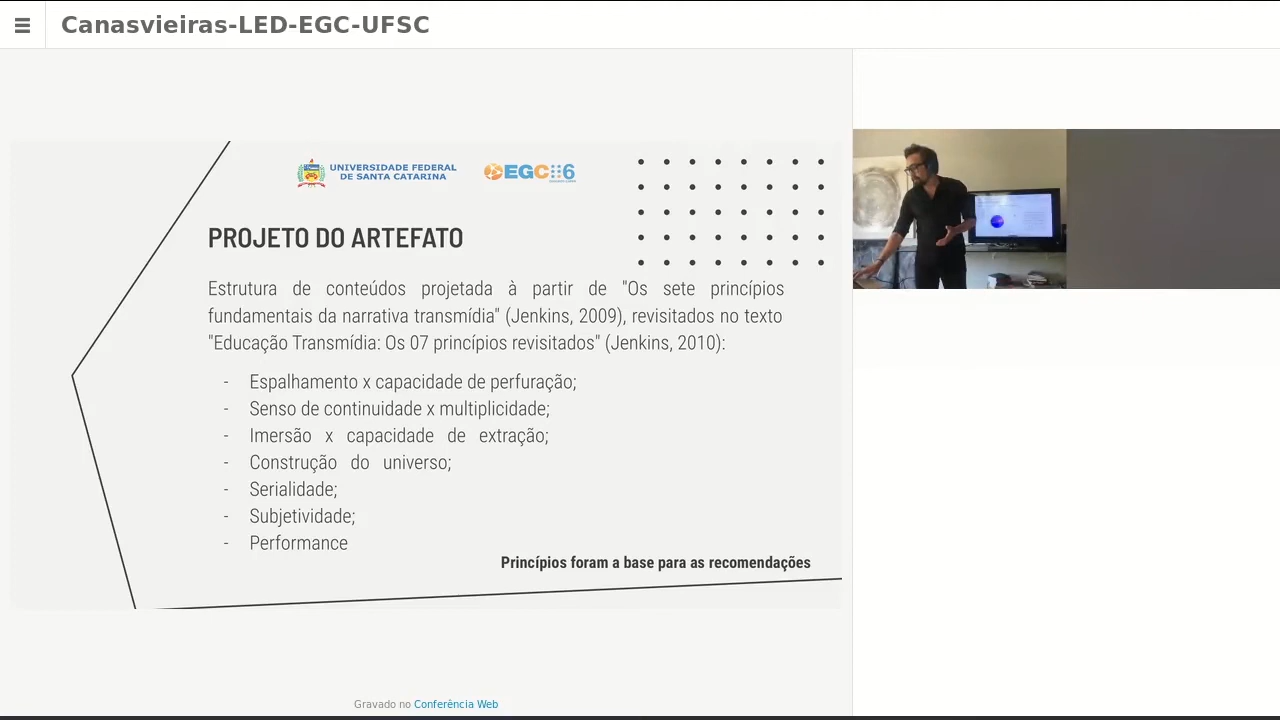 Canasvieiras-LED-EGC-UFSC
UNIVERSIDADE FEDERAL
DE SANTA CATARINA
EGC
6
PROJETO DO ARTEFATO
Estrutura de conteúdos projetada à partir de "Os sete princípios
fundamentais da narrativa transmídia" (Jenkins, 2009), revisitados no texto
"Educação Transmídia: Os 07 princípios revisitados" (Jenkins, 2010):
- Espalhamento x capacidade de perfuração;
- Senso de continuidade x multiplicidade;
- Imersão x capacidade de extração;
- Construção do universo;
- Serialidade;
- Subjetividade;
- Performance
Princípios foram a base para as recomendações
Gravado no Conferência Web